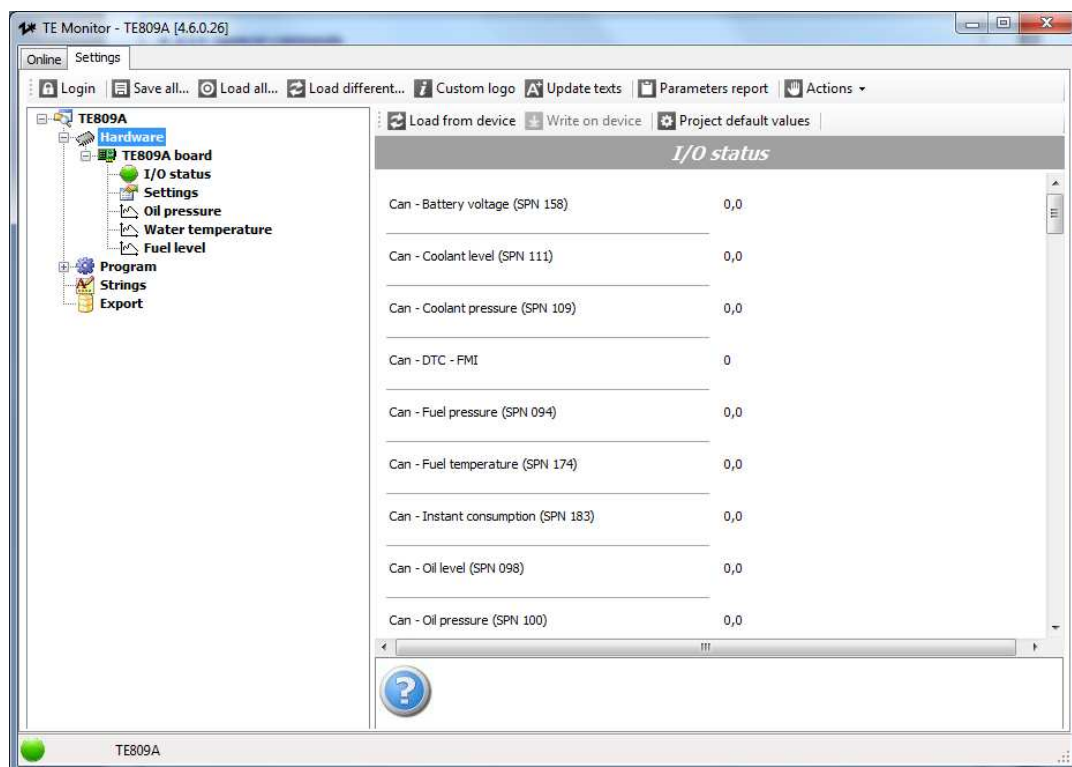 TE Monitor - TE809A [4.6.0.26]
Online Settings
Login Save all... Load all... Load different... Custom logo Update texts Parameters report Actions
TE809A
Hardware
TE809A board
I/O status
Settings
Oil pressure
Water temperature
Fuel level
Program
Strings
Export
Load from device Write on device Project default values
I/O status
Can - Battery voltage (SPN 158) 0,0
Can - Coolant level (SPN 111) 0,0
Can - Coolant pressure (SPN 109) 0,0
Can - DTC - FMI 0
Can - Fuel pressure (SPN 094) 0,0
Can - Fuel temperature (SPN 174) 0,0
Can - Instant consumption (SPN 183) 0,0
Can - Oil level (SPN 098) 0,0
Can - Oil pressure (SPN 100) 0,0
TE809A